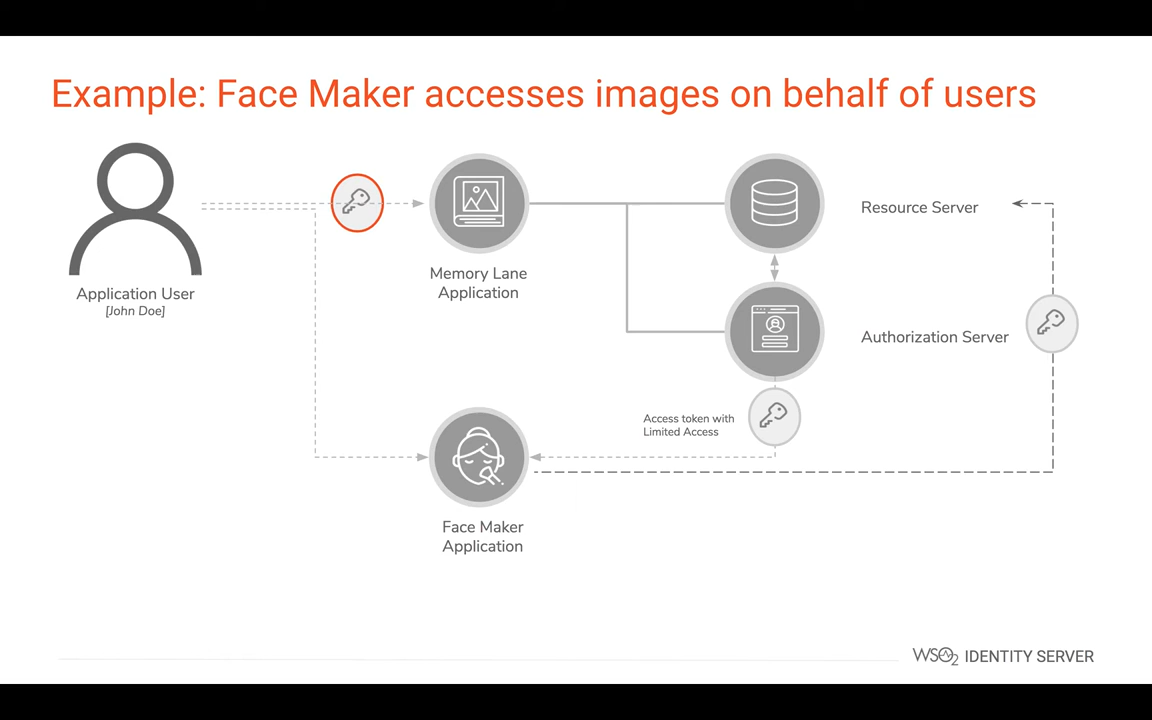 Example: Face Maker accesses images on behalf of users
Application User
[John Doe]
Memory Lane
Application
Resource Server
Authorization Server
Access token with
Limited Access
Face Maker
Application
WSO2 IDENTITY SERVER